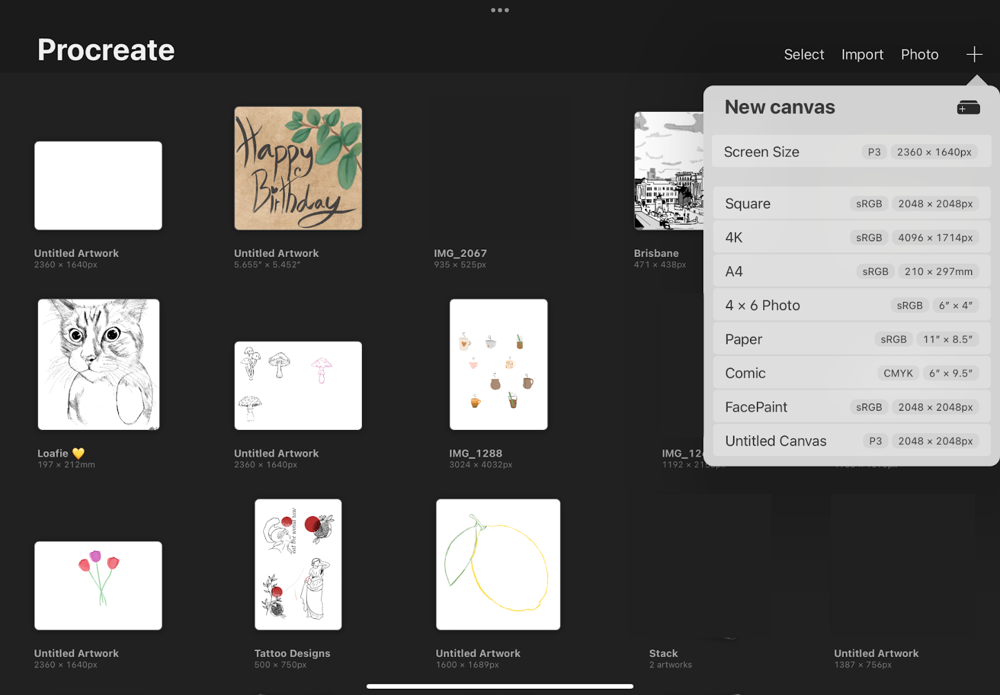 Procreate
Select Import Photo
New canvas
Screen Size P3 2360 × 1640px
Square sRGB 2048 × 2048px
4K sRGB 4096 × 1714px
A4 sRGB 210 × 297mm
4 × 6 Photo sRGB 6″ × 4″
Paper sRGB 11″ × 8.5″
Comic CMYK 6″ × 9.5″
FacePaint sRGB 2048 × 2048px
Untitled Canvas P3 2048 × 2048px
Happy
Birthday
Untitled Artwork
2360 × 1640px
Untitled Artwork
5.655″ × 5.452″
IMG_2067
935 × 525px
Brisbane
471 × 438px
Loafie 💛
197 × 212mm
Untitled Artwork
2360 × 1640px
IMG_1288
3024 × 4032px
1192 ×
eat the world raw
Untitled Artwork
2360 × 1640px
Tattoo Designs
500 × 750px
Untitled Artwork
1600 × 1689px
Stack
2 artworks
Untitled Artwork
1387 × 756px